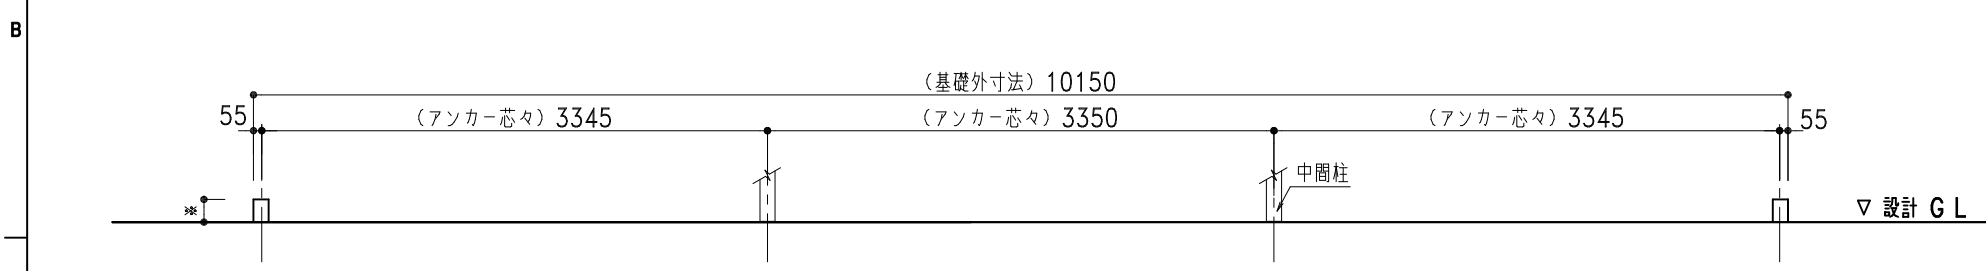 B
(基礎外寸法) 10150
55
(アンカー芯々) 3345
(アンカー芯々) 3350
(アンカー芯々) 3345
55
中間柱
※
▽ 設計 G L